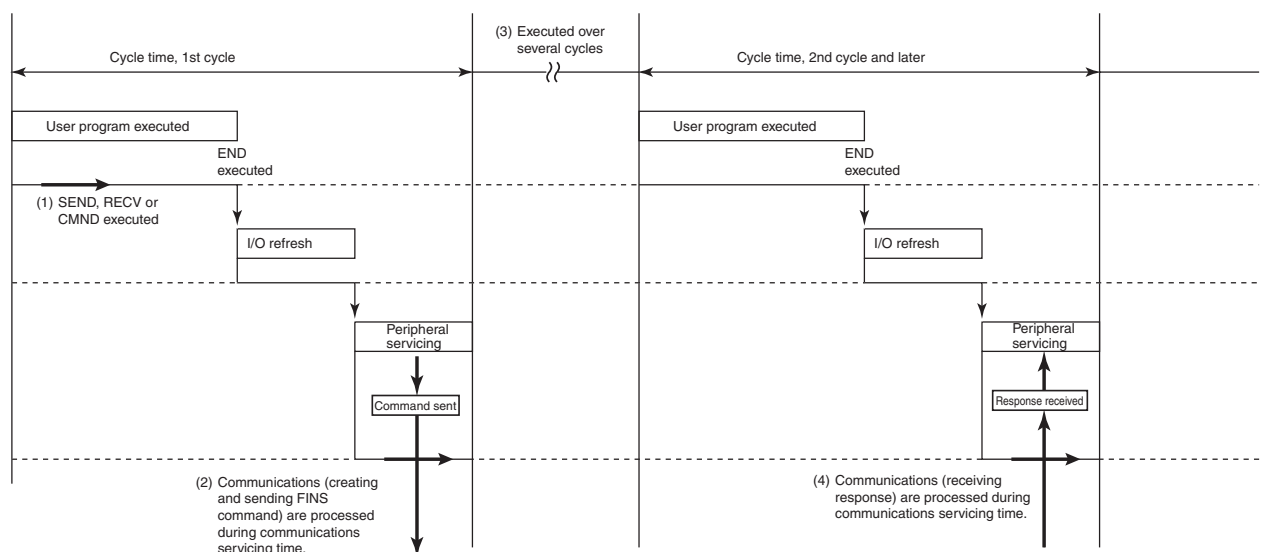 (3) Executed over
several cycles
Cycle time, 1st cycle
Cycle time, 2nd cycle and later
User program executed
User program executed
END
executed
END
executed
(1) SEND, RECV or
CMND executed
I/O refresh
I/O refresh
Peripheral
servicing
Peripheral
servicing
Command sent
Response received
(2) Communications (creating
and sending FINS
command) are processed
during communications
servicing time.
(4) Communications (receiving
response) are processed during
communications servicing time.